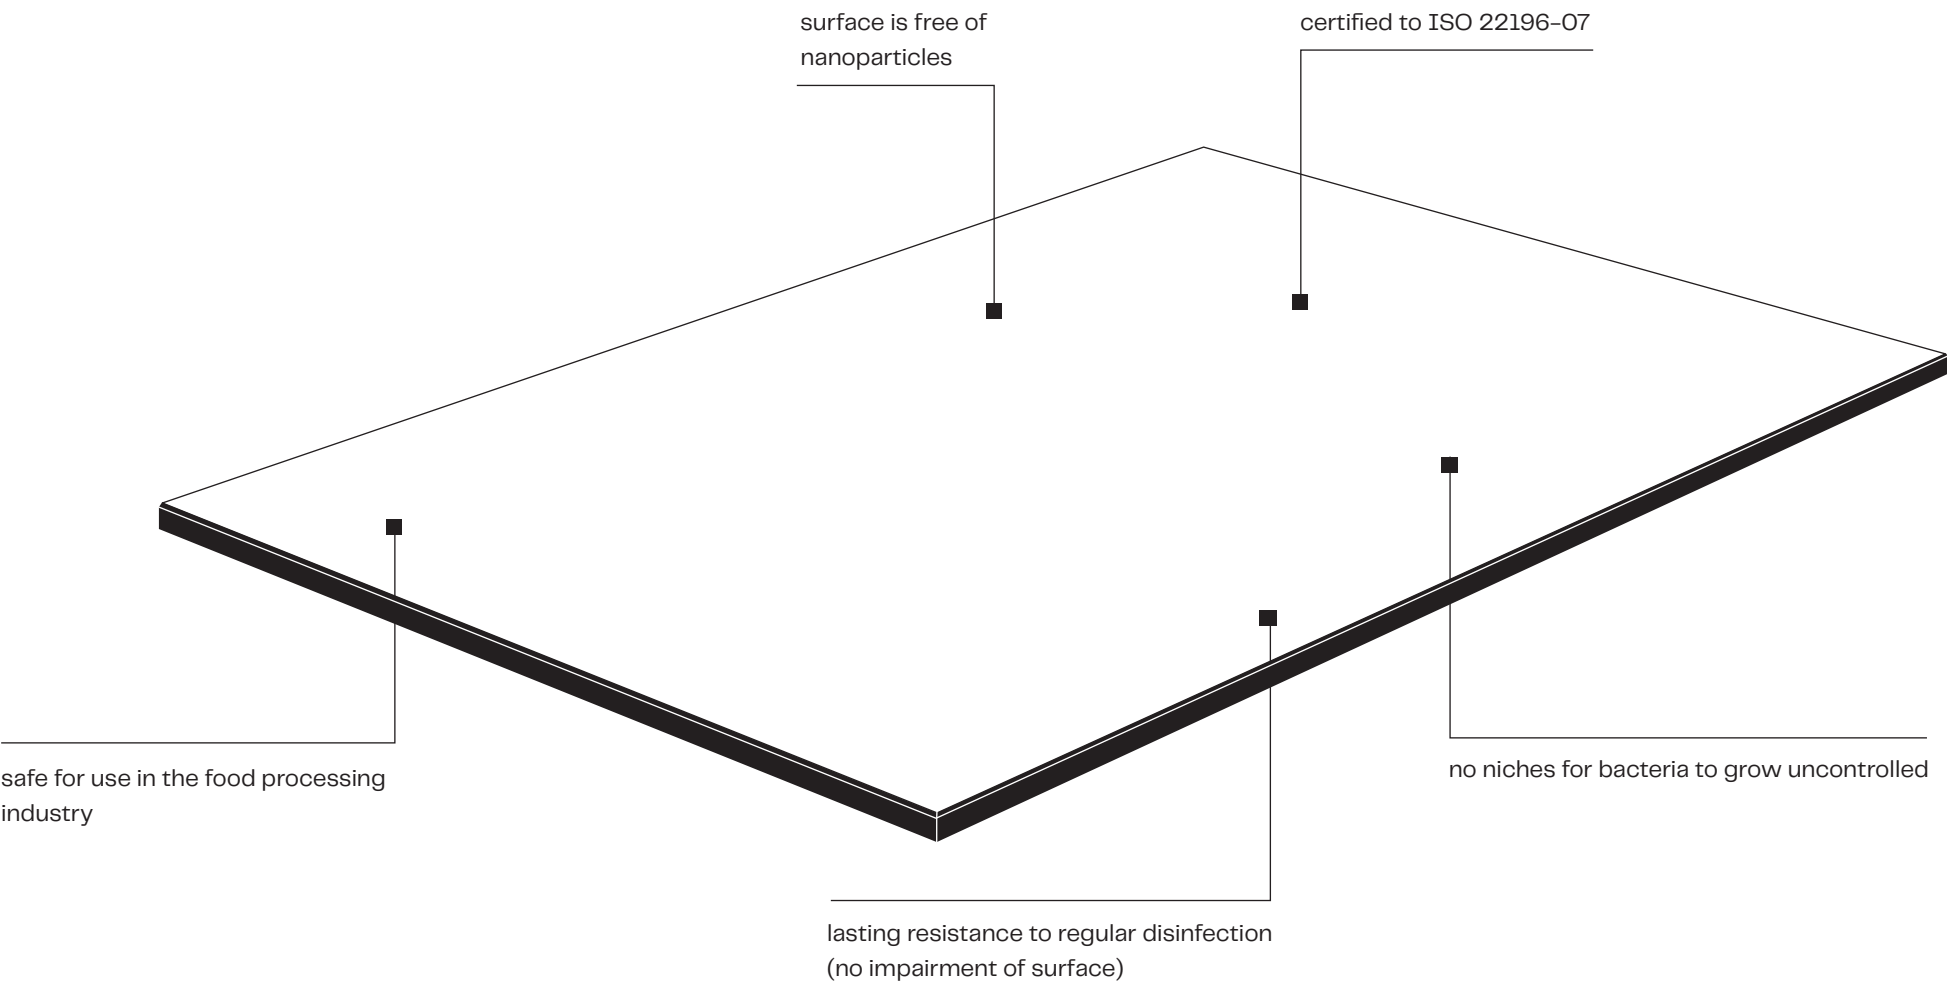 surface is free of
nanoparticles
certified to ISO 22196-07
safe for use in the food processing
industry
no niches for bacteria to grow uncontrolled
lasting resistance to regular disinfection
(no impairment of surface)